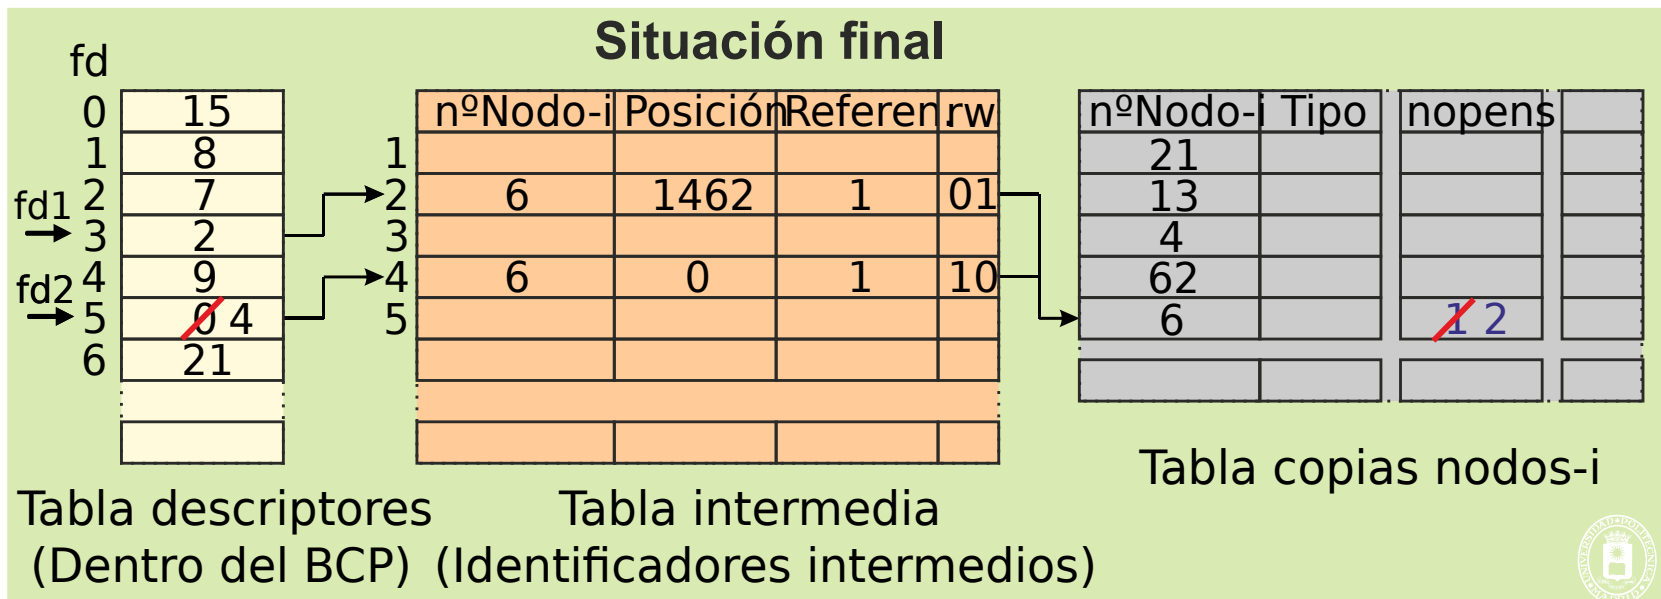 Situación final
fd
0 15
1 8
2 7
fd1
3 2
4 9
fd2
5 0 4
6 21
nºNodo-i Posición Referen. rw
1
2 6 1462 1 01
3
4 6 0 1 10
5
nºNodo-i Tipo nopens
21
13
4
62
6 1 2
Tabla descriptores
(Dentro del BCP)
Tabla intermedia
(Identificadores intermedios)
Tabla copias nodos-i